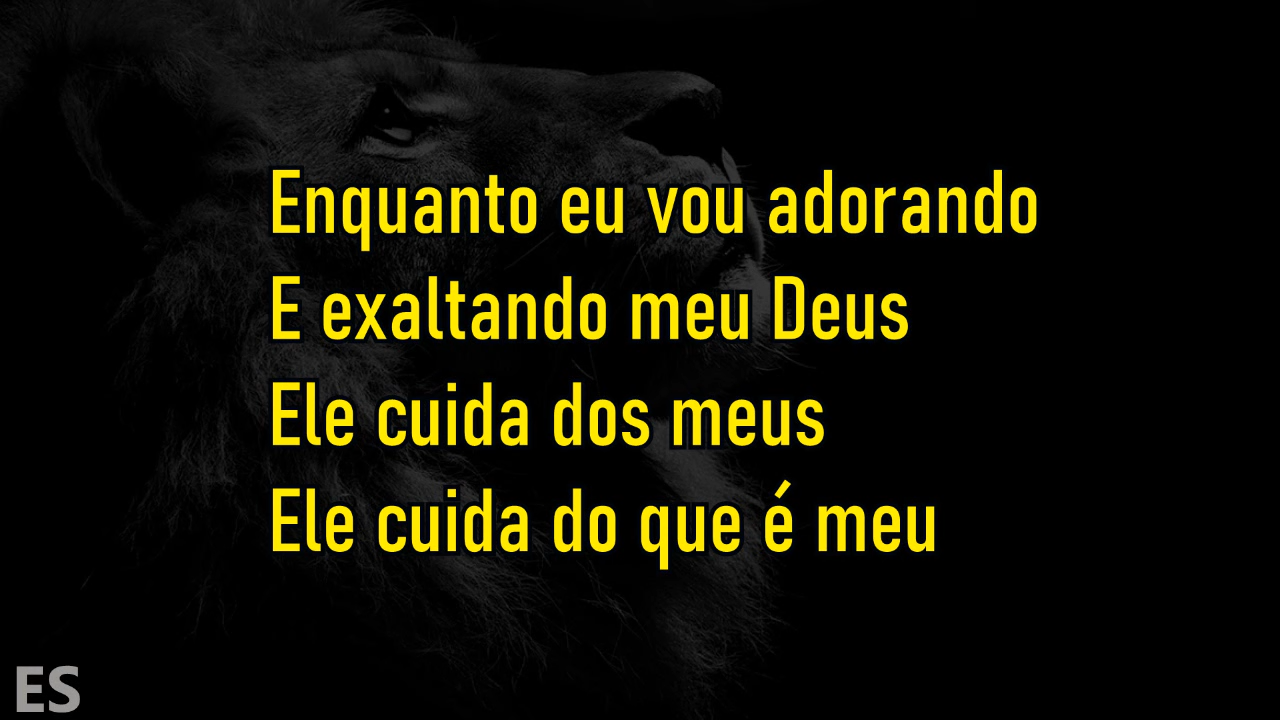 Enquanto eu vou adorando
E exaltando meu Deus
Ele cuida dos meus
Ele cuida do que é meu
ES